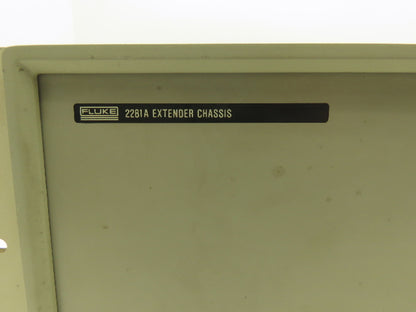 FLUKE 2281A EXTENDER CHASSIS